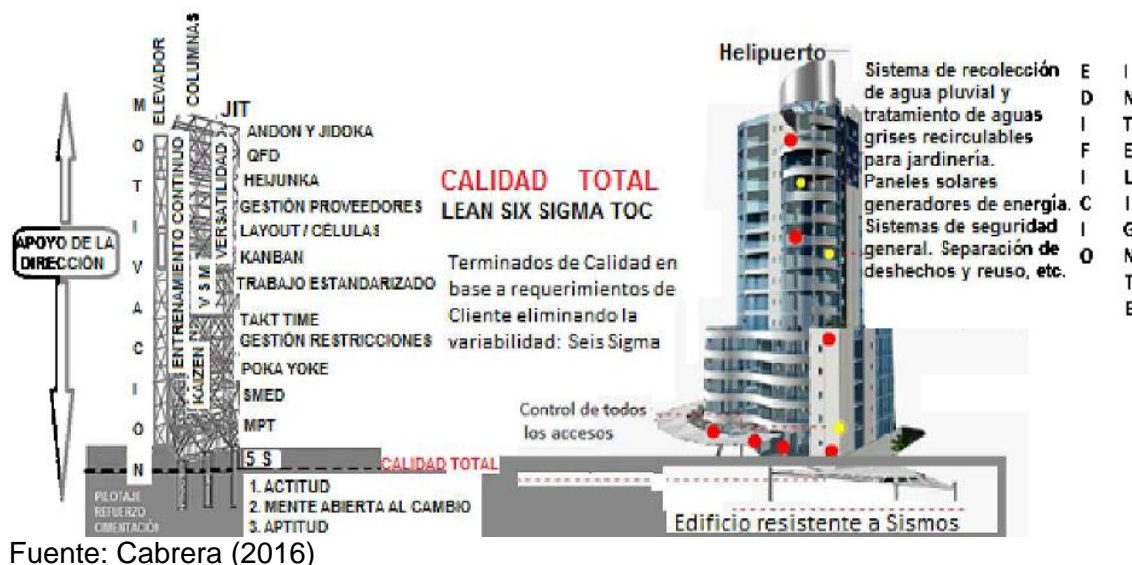 MOTIVACION
ELEVADOR
COLUMNAS
ENTRENAMIENTO CONTINUO
KAIZEN
VSM
VERSATILIDAD
APOYO DE LA
DIRECCIÓN
JIT
ANDON Y JIDOKA
QFD
HEIJUNKA
GESTIÓN PROVEEDORES
LAYOUT / CÉLULAS
KANBAN
TRABAJO ESTANDARIZADO
TAKT TIME
GESTIÓN RESTRICCIONES
POKA YOKE
SMED
MPT
5 S
CALIDAD TOTAL
PILOTAJE
REFUERZO
CIMENTACIÓN
1. ACTITUD
2. MENTE ABIERTA AL CAMBIO
3. APTITUD
CALIDAD TOTAL
LEAN SIX SIGMA TOC
Terminados de Calidad en
base a requerimientos de
Cliente eliminando la
variabilidad: Seis Sigma
Control de todos
los accesos
Helipuerto
Sistema de recolección
de agua pluvial y
tratamiento de aguas
grises recirculables
para jardinería.
Paneles solares
generadores de energía.
Sistemas de seguridad
general. Separación de
deshechos y reuso, etc.
EDIFICIO
INTELIGNTE
Edificio resistente a Sismos
Fuente: Cabrera (2016)